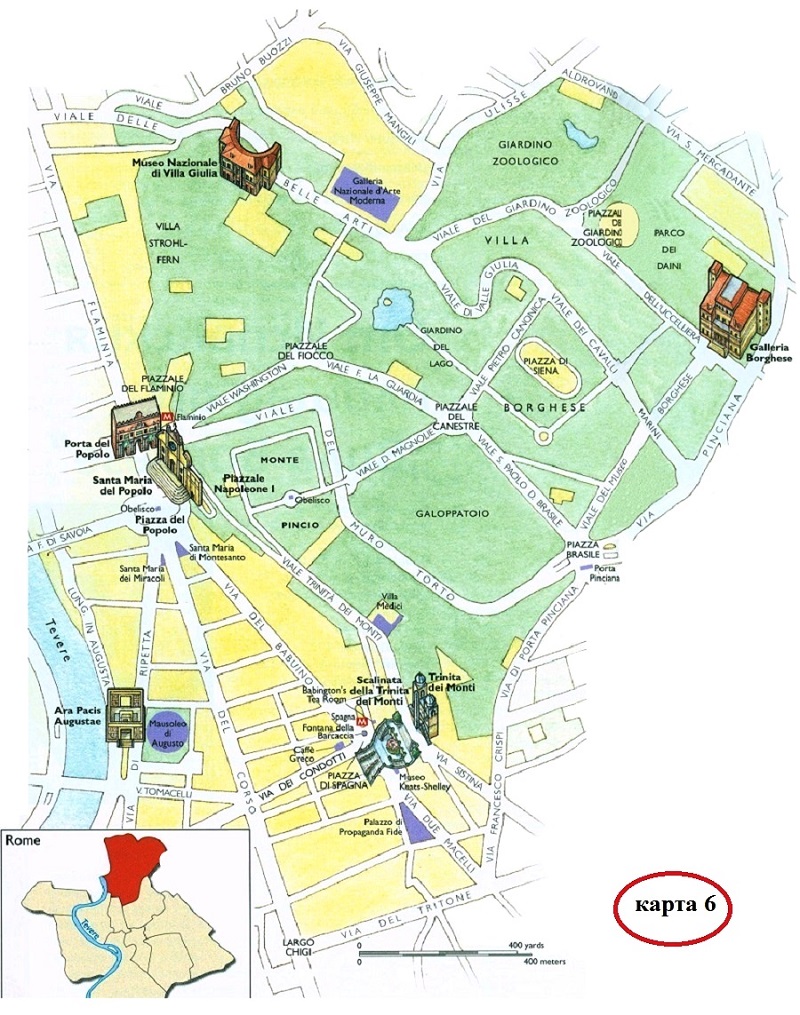 VIALE
BRUNO BUOZZI
VIALE DELLE
BELLE ARTI
VIA GIUSEPPE MANGILI
VIA
ULISSE
ALDROVAND
VIA S. MERCADANTE
Museo Nazionale
di Villa Giulia
Galleria
Nazionale d'Arte
Moderna
GIARDINO
ZOOLOGICO
VIALE DEL GIARDINO ZOOLOGICO
PIAZZALE
DE
GIARDINO
ZOOLOGICO
PARCO
DEI
DAINI
VILLA
STROHL-
FERN
VILLA
VIA
FLAMINIA
VIALE DI VALLE GIULIA
VIALE
DELL'UCCELLIERA
Galleria
Borghese
GIARDINO
DEL
LAGO
VIALE PIETRO CANONICA
VIALE DEI CAVALLI
MARINI
PIAZZA DI
SIENA
BORGHESE
PIAZZALE
DEL FIOCCO
VIALE F. LA GUARDIA
VIALE WASHINGTON
PIAZZALE
DEL FLAMINIO
M Flaminio
PIAZZALE
DEL
CANESTRE
BORGHESE
VIALE DEI MUSEO
PINCIANA
VIA
Porta del
Popolo
Santa Maria
del Popolo
VIALE
DEL
MURO
TORTO
MONTE
PINCIO
Obelisco
Piazzale
Napoleone I
VIALE D. MAGNOLIE
VIALE S. PAOLO D. BRASILE
GALOPPATOIO
Obelisco
Piazza del
Popolo
A F. DI SAVOIA
PIAZZA
BRASILE
Porta
Pinciana
Santa Maria
di Montesanto
Santa Maria
dei Miracoli
VIALE TRINITÀ DEI MONTI
Villa
Medici
VIA DEL BABUINO
VIA DI PORTA PINCIANA
Tevere
LUNG. IN AUGUSTA
RIPETTA
VIA DEL CORSO
Scalinata
della Trinita
dei Monti
Trinita
dei Monti
Babington's
Tea Room
Spagna
M
Fontana della
Barcaccia
Caffè
Greco
Ara Pacis
Augustae
Mausoleo
di
Augusto
VIA DEI CONDOTTI
PIAZZA
DI SPAGNA
Museo
Keats-Shelley
VIA SISTINA
VIA FRANCESCO CRISPI
V. TOMACELLI
VIA DI
Palazzo di
Propaganda Fide
VIA DUE MACELLI
VIA DEL TRITONE
LARGO
CHIGI
0 400 yards
0 400 meters
Rome
Tevere
карта 6